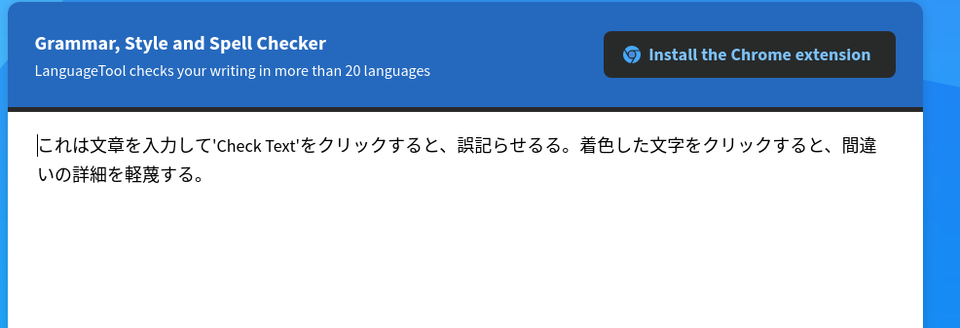 Grammar, Style and Spell Checker
LanguageTool checks your writing in more than 20 languages
Install the Chrome extension
これは文章を入力して'Check Text'をクリックすると、誤記らせるる。着色した文字をクリックすると、間違
いの詳細を軽蔑する。